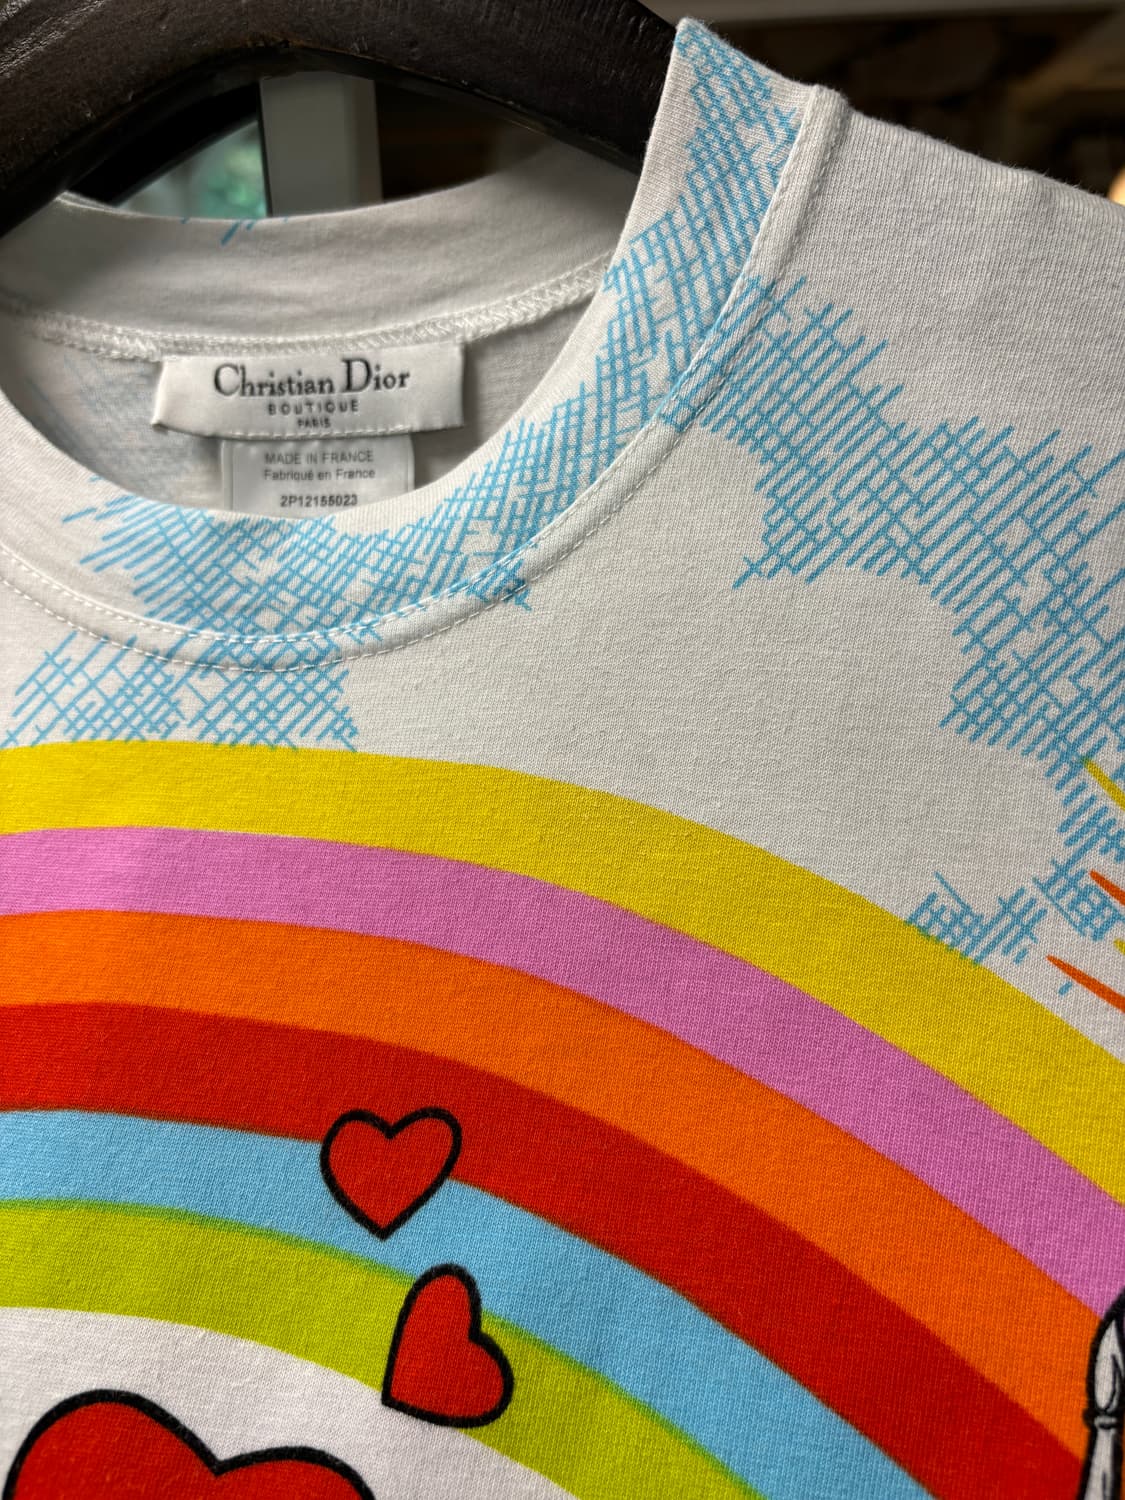 Christian Dior
BOUTIQUE
PARIS
MADE IN FRANCE
Fabriqué en France
2P12155023